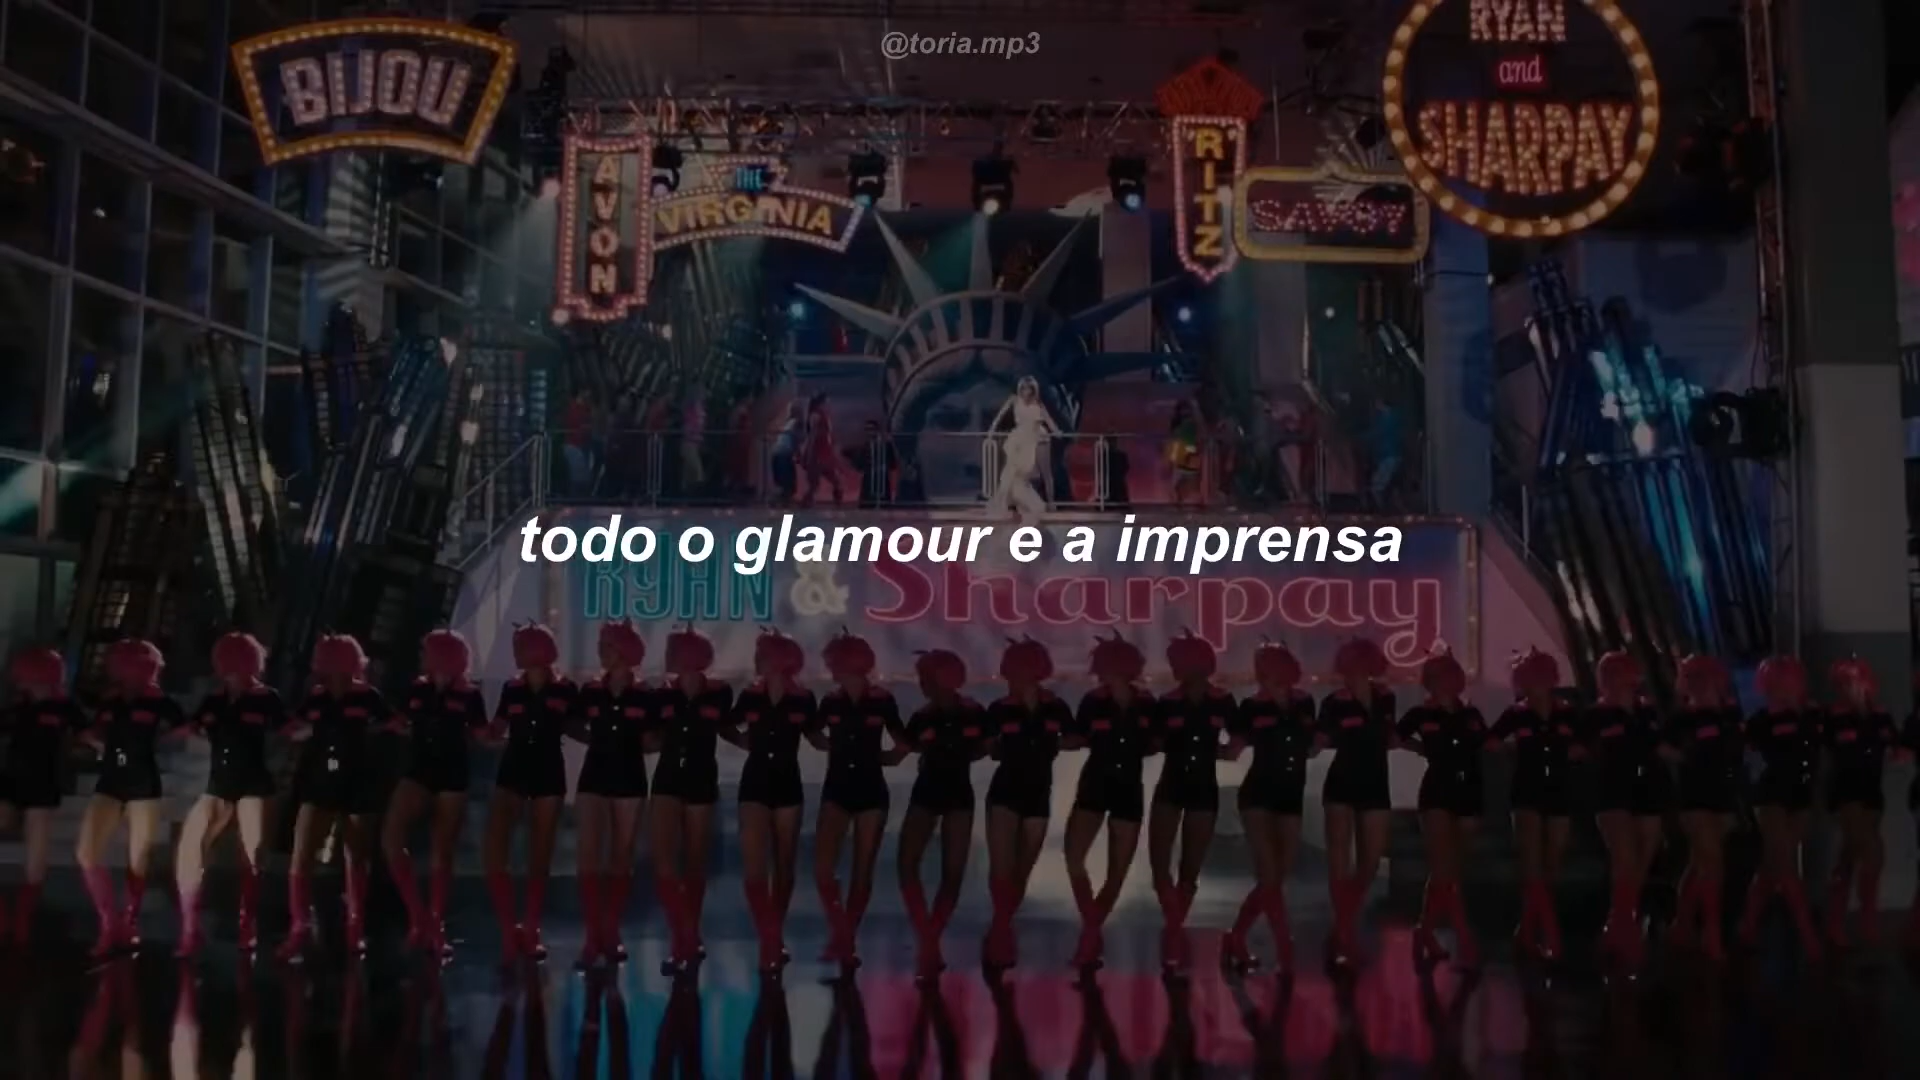 @toria.mp3
RYAN
and
SHARPAY
BIJOU
AVON
THE
VIRGINIA
RITZ
SAVOY
todo o glamour e a imprensa
RYAN & Sharpay